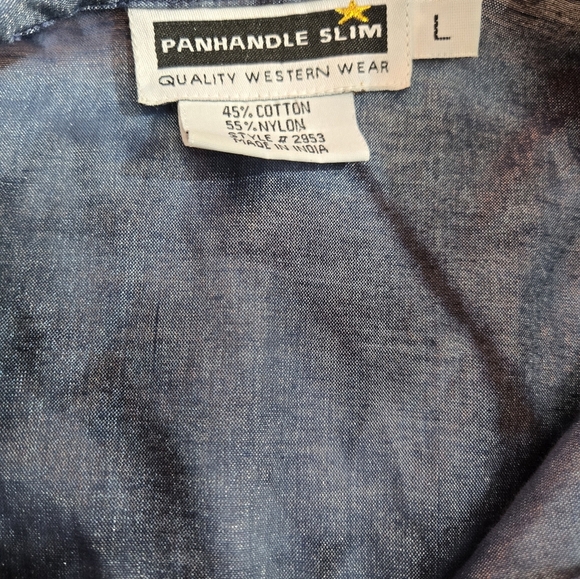 PANHANDLE SLIM
L
QUALITY WESTERN WEAR
45% COTTON
55% NYLON
STYLE # 2953
MADE IN INDIA